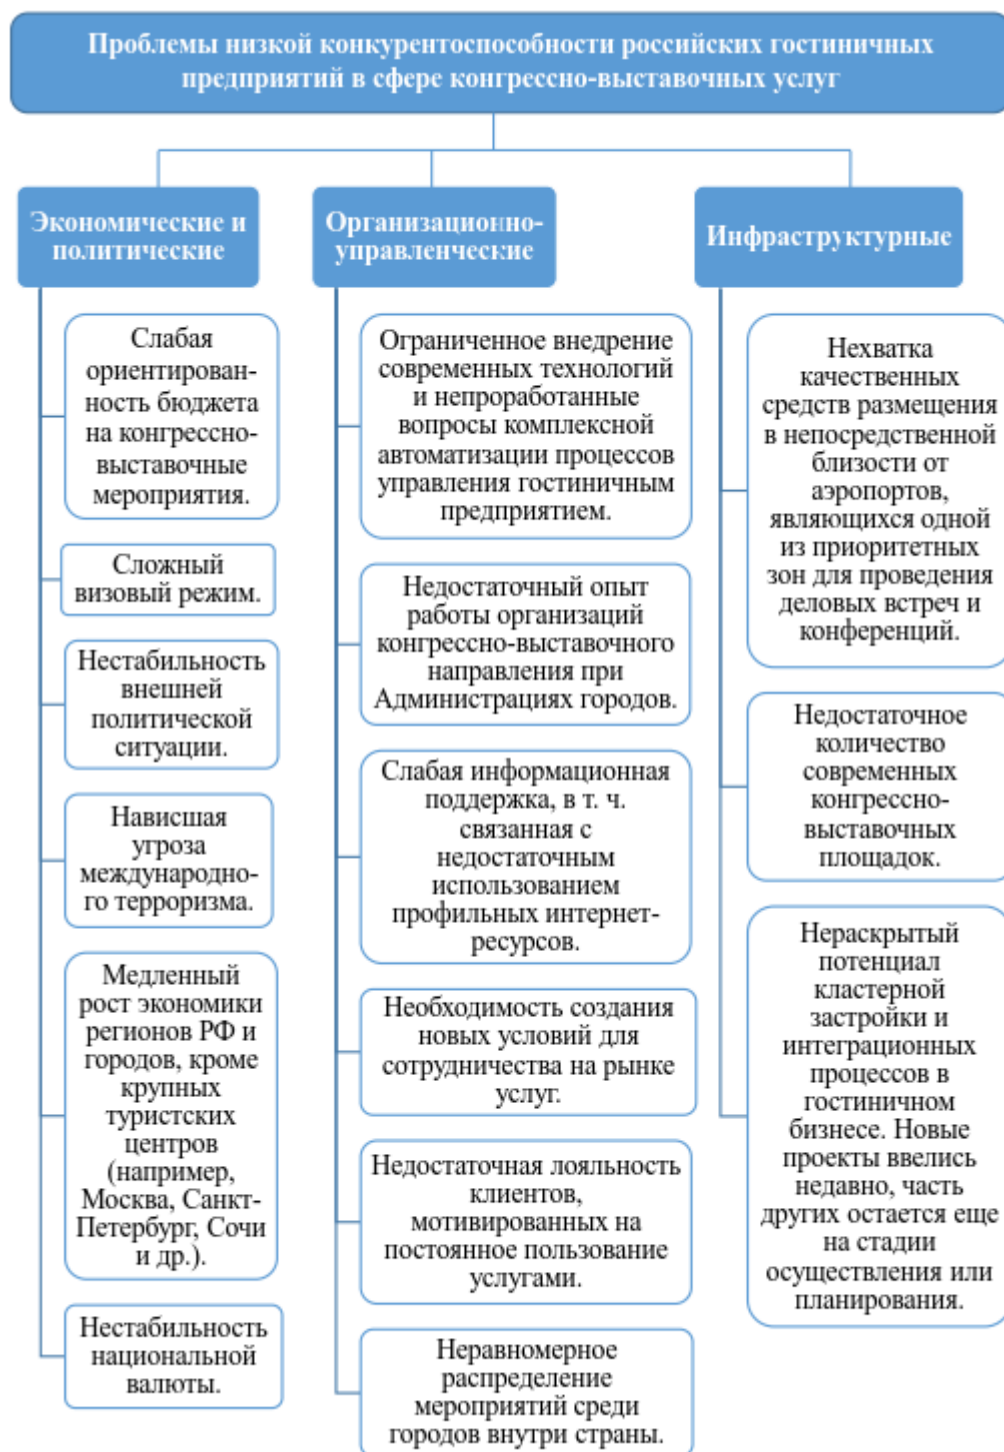 Проблемы низкой конкурентоспособности российских гостиничных
предприятий в сфере конгрессно-выставочных услуг
Экономические и
политические
Слабая
ориентирован-
ность бюджета
на конгрессно-
выставочные
мероприятия.
Сложный
визовый режим.
Нестабильность
внешней
политической
ситуации.
Нависшая
угроза
международно-
го терроризма.
Медленный
рост экономики
регионов РФ и
городов, кроме
крупных
туристских
центров
(например,
Москва, Санкт-
Петербург, Сочи
и др.).
Нестабильность
национальной
валюты.
Организационно-
управленческие
Ограниченное внедрение
современных технологий
и непроработанные
вопросы комплексной
автоматизации процессов
управления гостиничным
предприятием.
Недостаточный опыт
работы организаций
конгрессно-выставочного
направления при
Администрациях городов.
Слабая информационная
поддержка, в т. ч.
связанная с
недостаточным
использованием
профильных интернет-
ресурсов.
Необходимость создания
новых условий для
сотрудничества на рынке
услуг.
Недостаточная лояльность
клиентов,
мотивированных на
постоянное пользование
услугами.
Неравномерное
распределение
мероприятий среди
городов внутри страны.
Инфраструктурные
Нехватка
качественных
средств размещения
в непосредственной
близости от
аэропортов,
являющихся одной
из приоритетных
зон для проведения
деловых встреч и
конференций.
Недостаточное
количество
современных
конгрессно-
выставочных
площадок.
Нераскрытый
потенциал
кластерной
застройки и
интеграционных
процессов в
гостиничном
бизнесе. Новые
проекты ввелись
недавно, часть
других остается еще
на стадии
осуществления или
планирования.